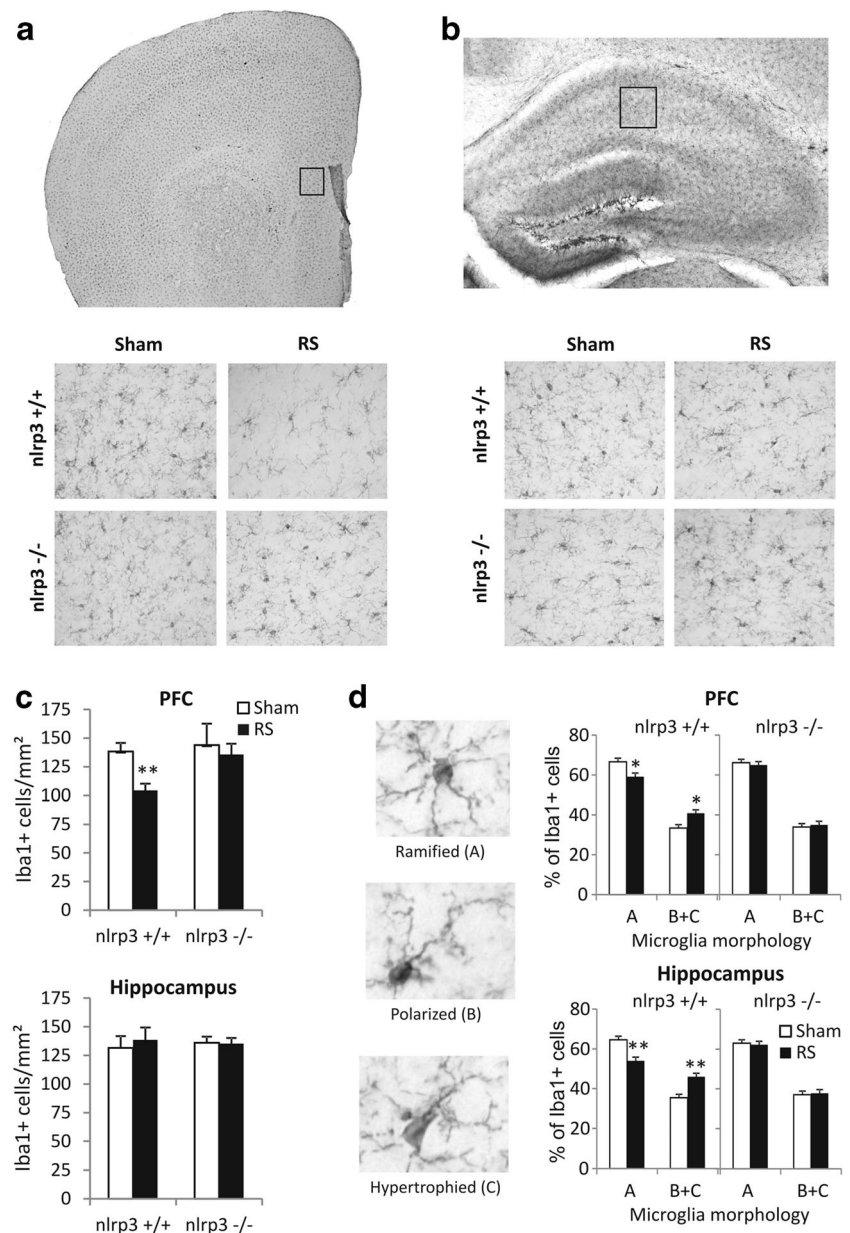 a
b
Sham
RS
nlrp3 +/+
nlrp3 -/-
Sham
RS
nlrp3 +/+
nlrp3 -/-
c
PFC
Sham
RS
Iba1+ cells/mm²
175
150
125
100
75
50
25
0
**
nlrp3 +/+
nlrp3 -/-
Hippocampus
Iba1+ cells/mm²
175
150
125
100
75
50
25
0
nlrp3 +/+
nlrp3 -/-
d
Ramified (A)
Polarized (B)
Hypertrophied (C)
PFC
nlrp3 +/+
nlrp3 -/-
% of Iba1+ cells
80
60
40
20
0
*
*
A
B+C
A
B+C
Microglia morphology
Hippocampus
nlrp3 +/+
nlrp3 -/-
Sham
RS
% of Iba1+ cells
80
60
40
20
0
**
**
A
B+C
A
B+C
Microglia morphology